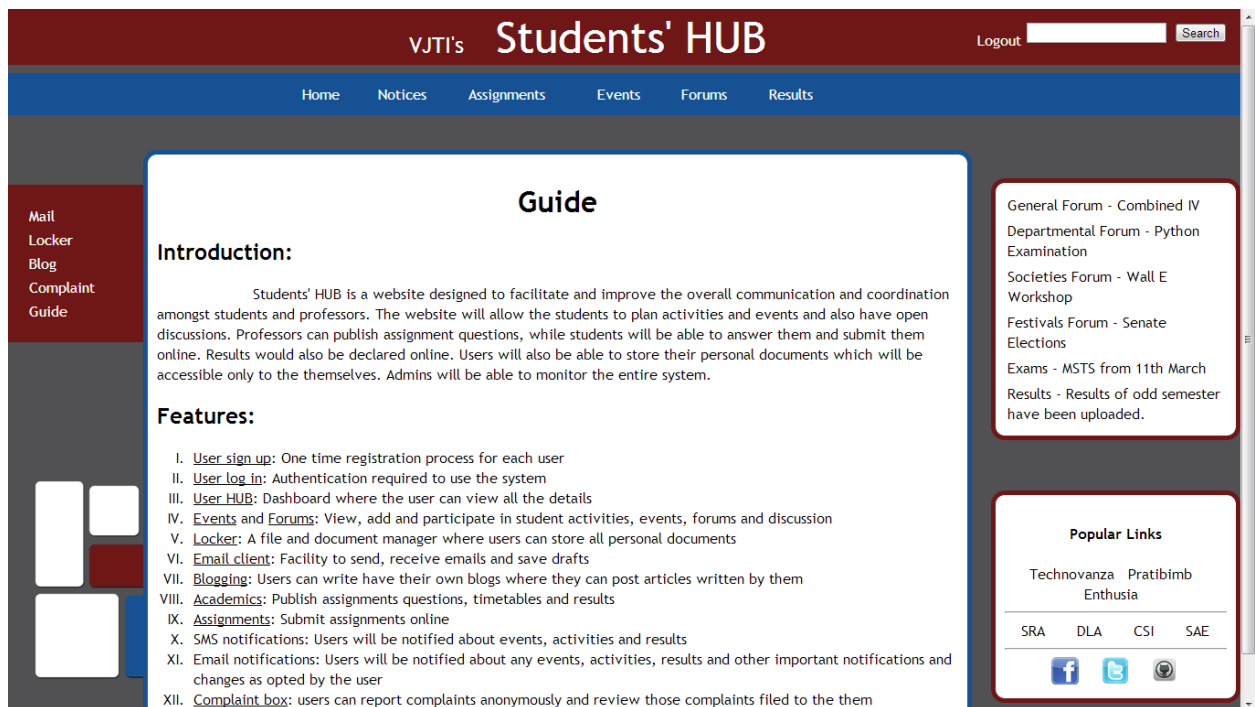 VJTI's Students' HUB
Logout
Search
Home Notices Assignments Events Forums Results
Mail
Locker
Blog
Complaint
Guide
Guide
Introduction:
Students' HUB is a website designed to facilitate and improve the overall communication and coordination
amongst students and professors. The website will allow the students to plan activities and events and also have open
discussions. Professors can publish assignment questions, while students will be able to answer them and submit them
online. Results would also be declared online. Users will also be able to store their personal documents which will be
accessible only to the themselves. Admins will be able to monitor the entire system.
Features:
I. User sign up: One time registration process for each user
II. User log in: Authentication required to use the system
III. User HUB: Dashboard where the user can view all the details
IV. Events and Forums: View, add and participate in student activities, events, forums and discussion
V. Locker: A file and document manager where users can store all personal documents
VI. Email client: Facility to send, receive emails and save drafts
VII. Blogging: Users can write have their own blogs where they can post articles written by them
VIII. Academics: Publish assignments questions, timetables and results
IX. Assignments: Submit assignments online
X. SMS notifications: Users will be notified about events, activities and results
XI. Email notifications: Users will be notified about any events, activities, results and other important notifications and
changes as opted by the user
XII. Complaint box: users can report complaints anonymously and review those complaints filed to the them
General Forum - Combined IV
Departmental Forum - Python
Examination
Societies Forum - Wall E
Workshop
Festivals Forum - Senate
Elections
Exams - MSTS from 11th March
Results - Results of odd semester
have been uploaded.
Popular Links
Technovanza Pratibimb
Enthusia
SRA DLA CSI SAE